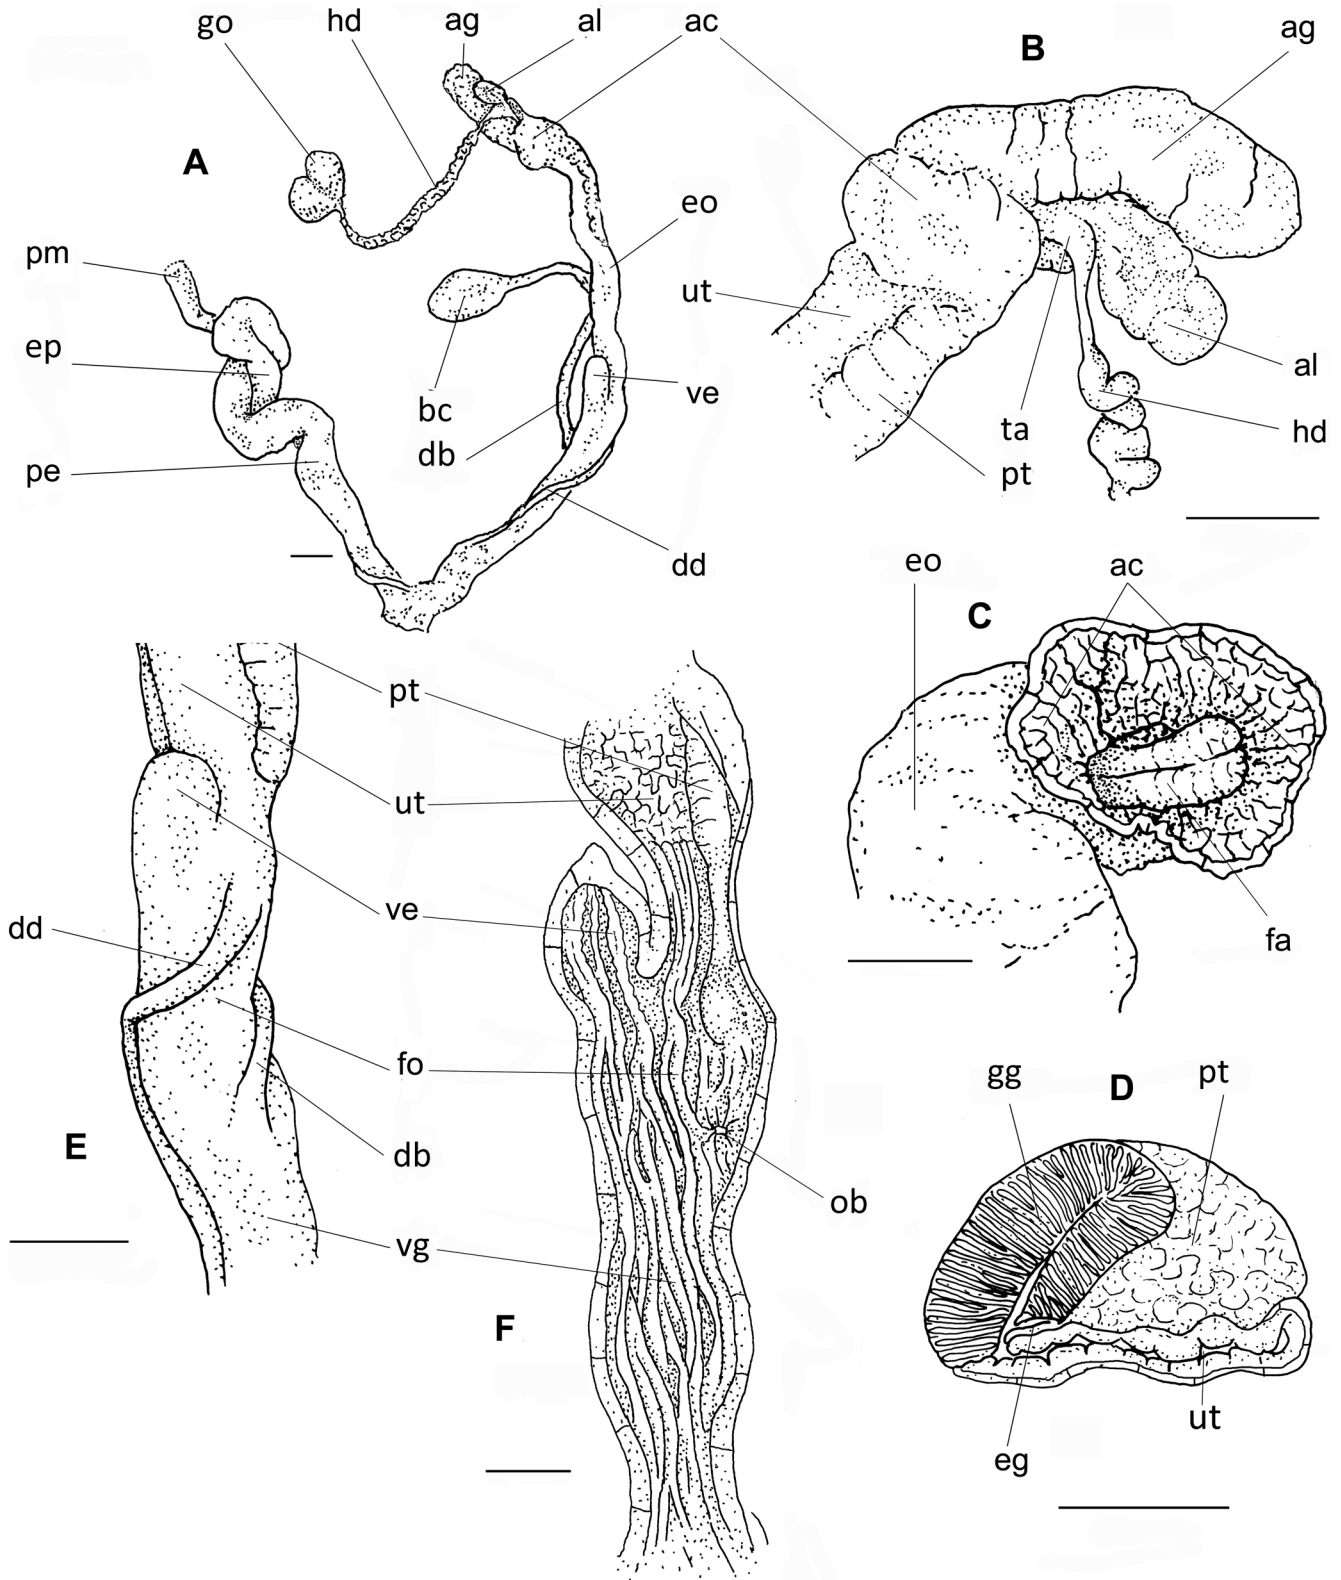 go hd ag al ac
B ag
A
eo
pm
ut
ep
al
bc ve
ta hd
db
pe pt
dd
eo ac
C
pt
ut
ve
dd fa
fo
gg D pt
E db
ob
vg
F
ut
eg